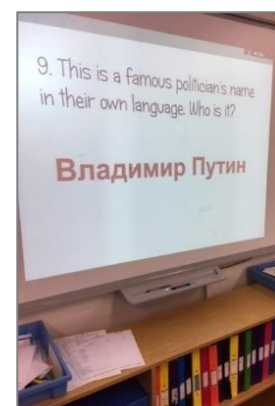 9. This is a famous politician's name
in their own language. Who is it?
Владимир Путин